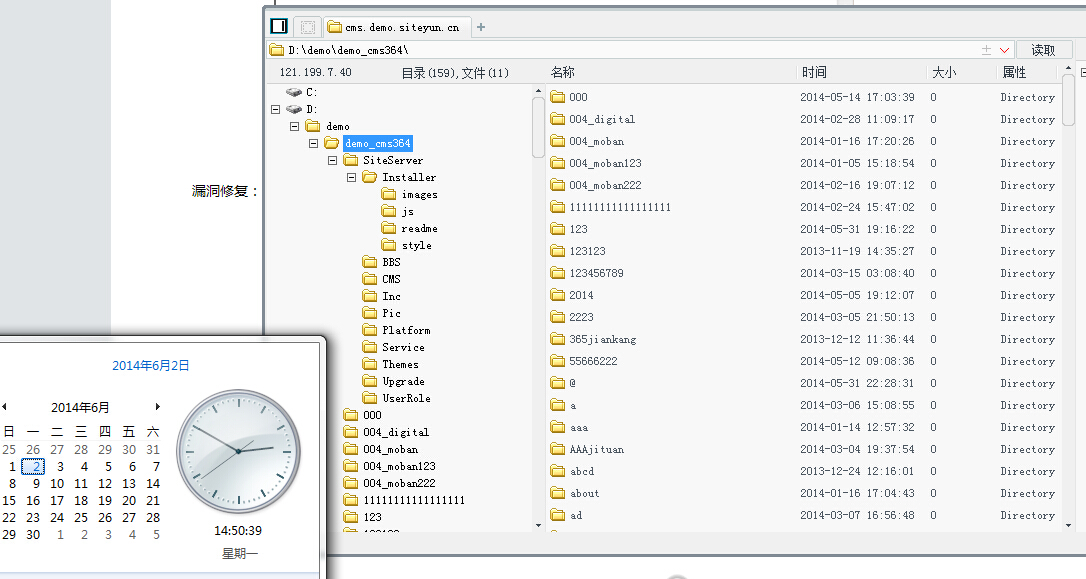 cms.demo.siteyun.cn
D:\demo\demo_cms364\
读取
121.199.7.40 目录(159),文件(11)
名称 时间 大小 属性
C:
D:
demo
demo_cms364
SiteServer
Installer
images
js
readme
style
BBS
CMS
Inc
Pic
Platform
Service
Themes
Upgrade
UserRole
000
004_digital
004_moban
004_moban123
004_moban222
11111111111111111
123
000 2014-05-14 17:03:39 0 Directory
004_digital 2014-02-28 11:09:17 0 Directory
004_moban 2014-01-16 17:20:26 0 Directory
004_moban123 2014-01-05 15:18:54 0 Directory
004_moban222 2014-02-16 19:07:12 0 Directory
11111111111111111 2014-02-24 15:47:02 0 Directory
123 2014-05-31 19:16:22 0 Directory
123123 2013-11-19 14:35:27 0 Directory
123456789 2014-03-15 03:08:40 0 Directory
2014 2014-05-05 19:12:07 0 Directory
2223 2014-03-05 21:50:13 0 Directory
365jiankang 2013-12-12 11:36:44 0 Directory
55666222 2014-05-12 09:08:36 0 Directory
@ 2014-05-31 22:28:31 0 Directory
a 2014-03-06 15:08:55 0 Directory
aaa 2014-01-14 12:57:32 0 Directory
AAAjituan 2014-03-04 19:37:54 0 Directory
abcd 2013-12-24 12:16:01 0 Directory
about 2014-01-16 17:04:43 0 Directory
ad 2014-03-07 16:56:48 0 Directory
漏洞修复：
2014年6月2日
2014年6月
日 一 二 三 四 五 六
25 26 27 28 29 30 31
1 2 3 4 5 6 7
8 9 10 11 12 13 14
15 16 17 18 19 20 21
22 23 24 25 26 27 28
29 30 1 2 3 4 5
14:50:39
星期一